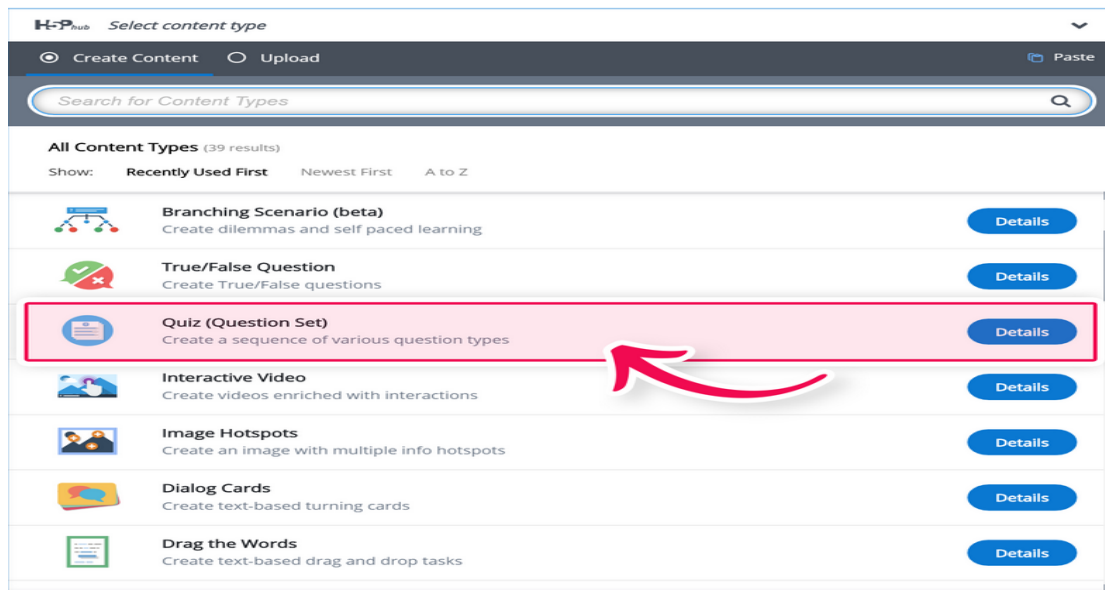 H5Phub Select content type
Create Content Upload Paste
Search for Content Types
All Content Types (39 results)
Show: Recently Used First Newest First A to Z
Branching Scenario (beta)
Create dilemmas and self paced learning
Details
True/False Question
Create True/False questions
Details
Quiz (Question Set)
Create a sequence of various question types
Details
Interactive Video
Create videos enriched with interactions
Details
Image Hotspots
Create an image with multiple info hotspots
Details
Dialog Cards
Create text-based turning cards
Details
Drag the Words
Create text-based drag and drop tasks
Details